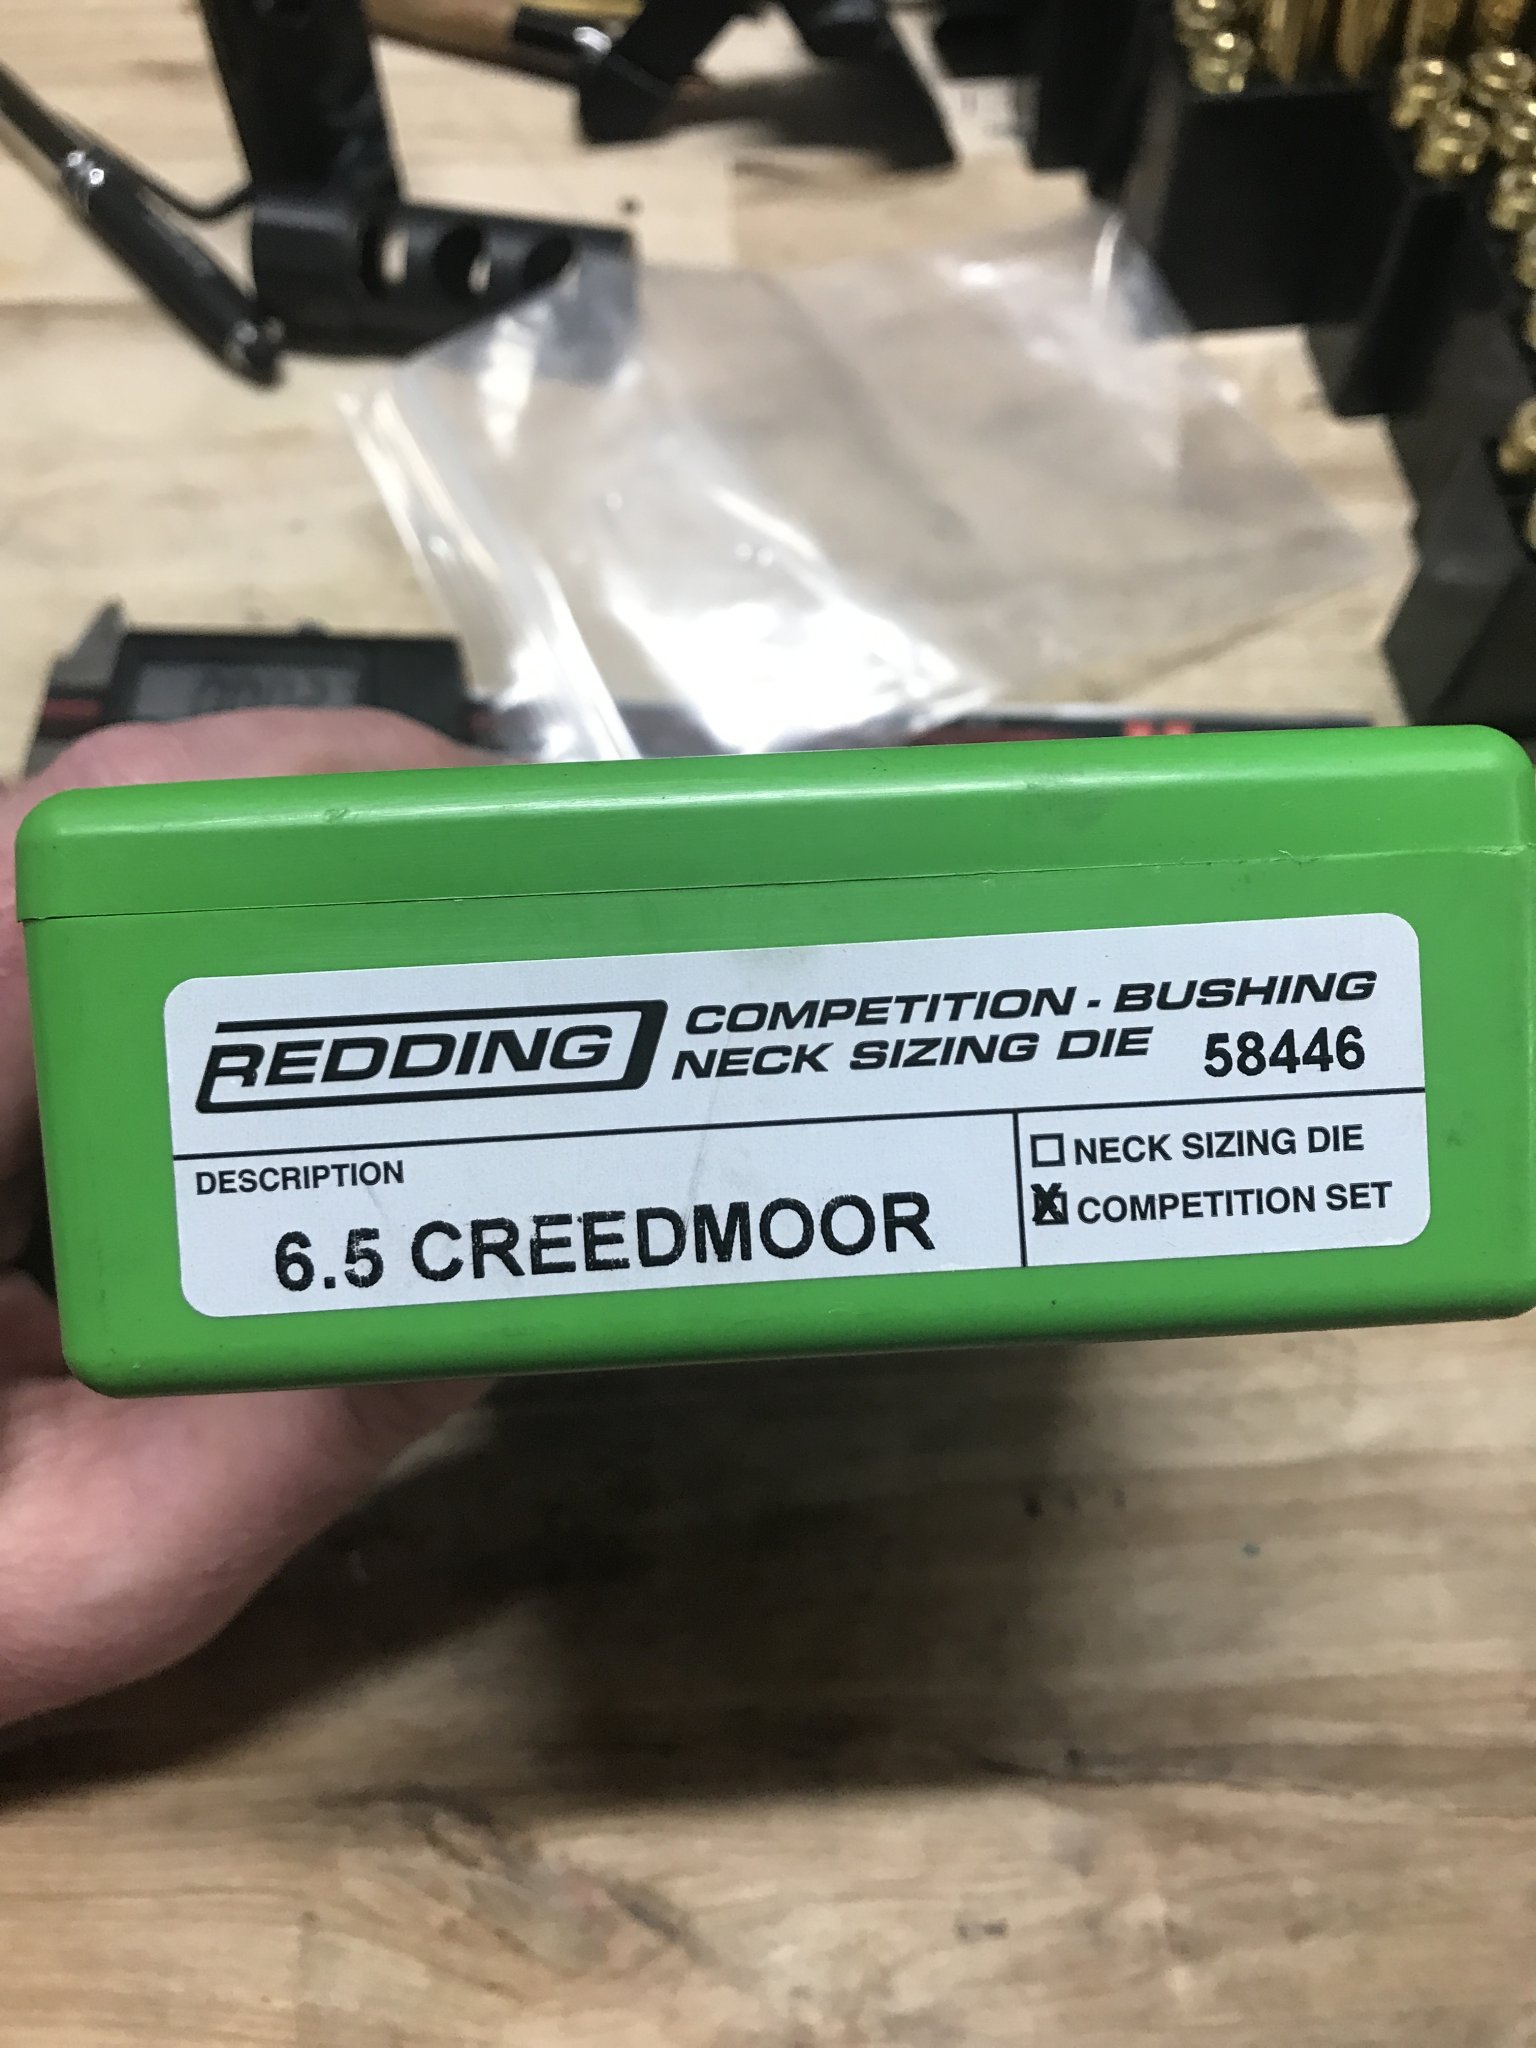 REDDING
COMPETITION - BUSHING
NECK SIZING DIE 58446
DESCRIPTION
6.5 CREEDMOOR
NECK SIZING DIE
COMPETITION SET